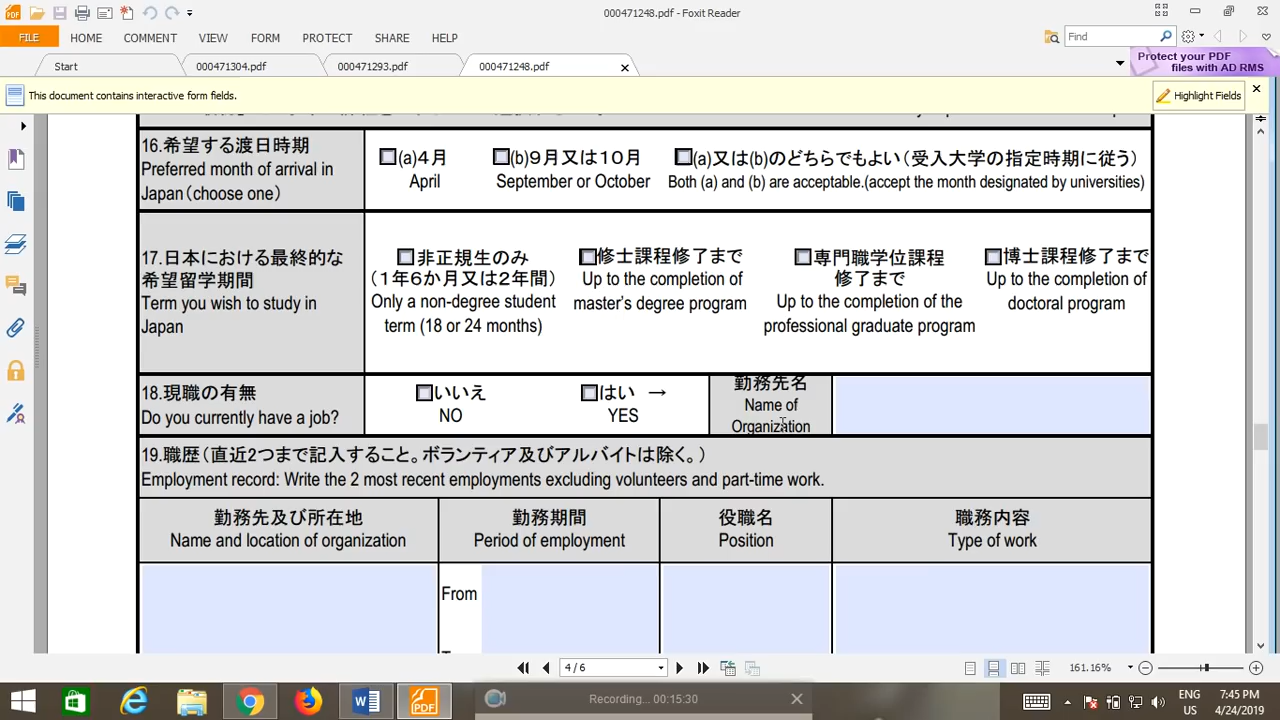 000471248.pdf - Foxit Reader
FILE HOME COMMENT VIEW FORM PROTECT SHARE HELP
Find
Start 000471304.pdf 000471293.pdf 000471248.pdf
Protect your PDF
files with AD RMS
This document contains interactive form fields.
Highlight Fields
16.希望する渡日時期
Preferred month of arrival in
Japan（choose one）
(a)４月
April
(b)９月又は１０月
September or October
(a)又は(b)のどちらでもよい（受入大学の指定時期に従う）
Both (a) and (b) are acceptable.(accept the month designated by universities)
17.日本における最終的な
希望留学期間
Term you wish to study in
Japan
非正規生のみ
（１年６か月又は２年間）
Only a non-degree student
term (18 or 24 months)
修士課程修了まで
Up to the completion of
master's degree program
専門職学位課程
修了まで
Up to the completion of the
professional graduate program
博士課程修了まで
Up to the completion of
doctoral program
18.現職の有無
Do you currently have a job?
いいえ
NO
はい →
YES
勤務先名
Name of
Organization
19.職歴（直近2つまで記入すること。ボランティア及びアルバイトは除く。）
Employment record: Write the 2 most recent employments excluding volunteers and part-time work.
勤務先及び所在地
Name and location of organization
勤務期間
Period of employment
役職名
Position
職務内容
Type of work
From
4 / 6
161.16%
Recording... 00:15:30
ENG
US
7:45 PM
4/24/2019